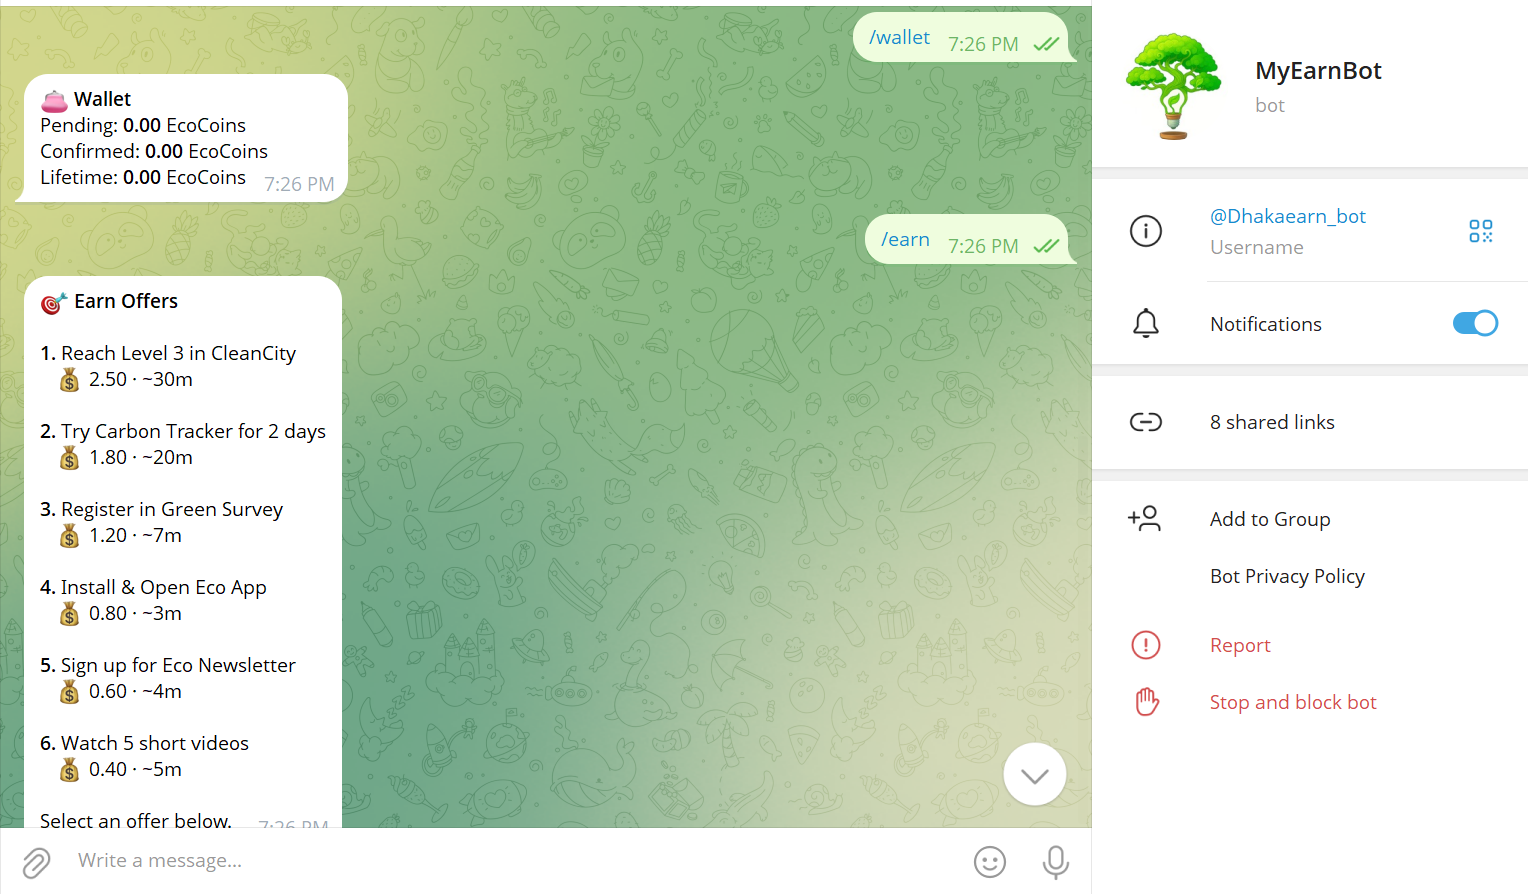 /wallet 7:26 PM
Wallet
Pending: 0.00 EcoCoins
Confirmed: 0.00 EcoCoins
Lifetime: 0.00 EcoCoins 7:26 PM
/earn 7:26 PM
Earn Offers
1. Reach Level 3 in CleanCity
2.50 · ~30m
2. Try Carbon Tracker for 2 days
1.80 · ~20m
3. Register in Green Survey
1.20 · ~7m
4. Install & Open Eco App
0.80 · ~3m
5. Sign up for Eco Newsletter
0.60 · ~4m
6. Watch 5 short videos
0.40 · ~5m
Select an offer below. 7:26 PM
Write a message...
MyEarnBot
bot
@Dhakaearn_bot
Username
Notifications
8 shared links
Add to Group
Bot Privacy Policy
Report
Stop and block bot